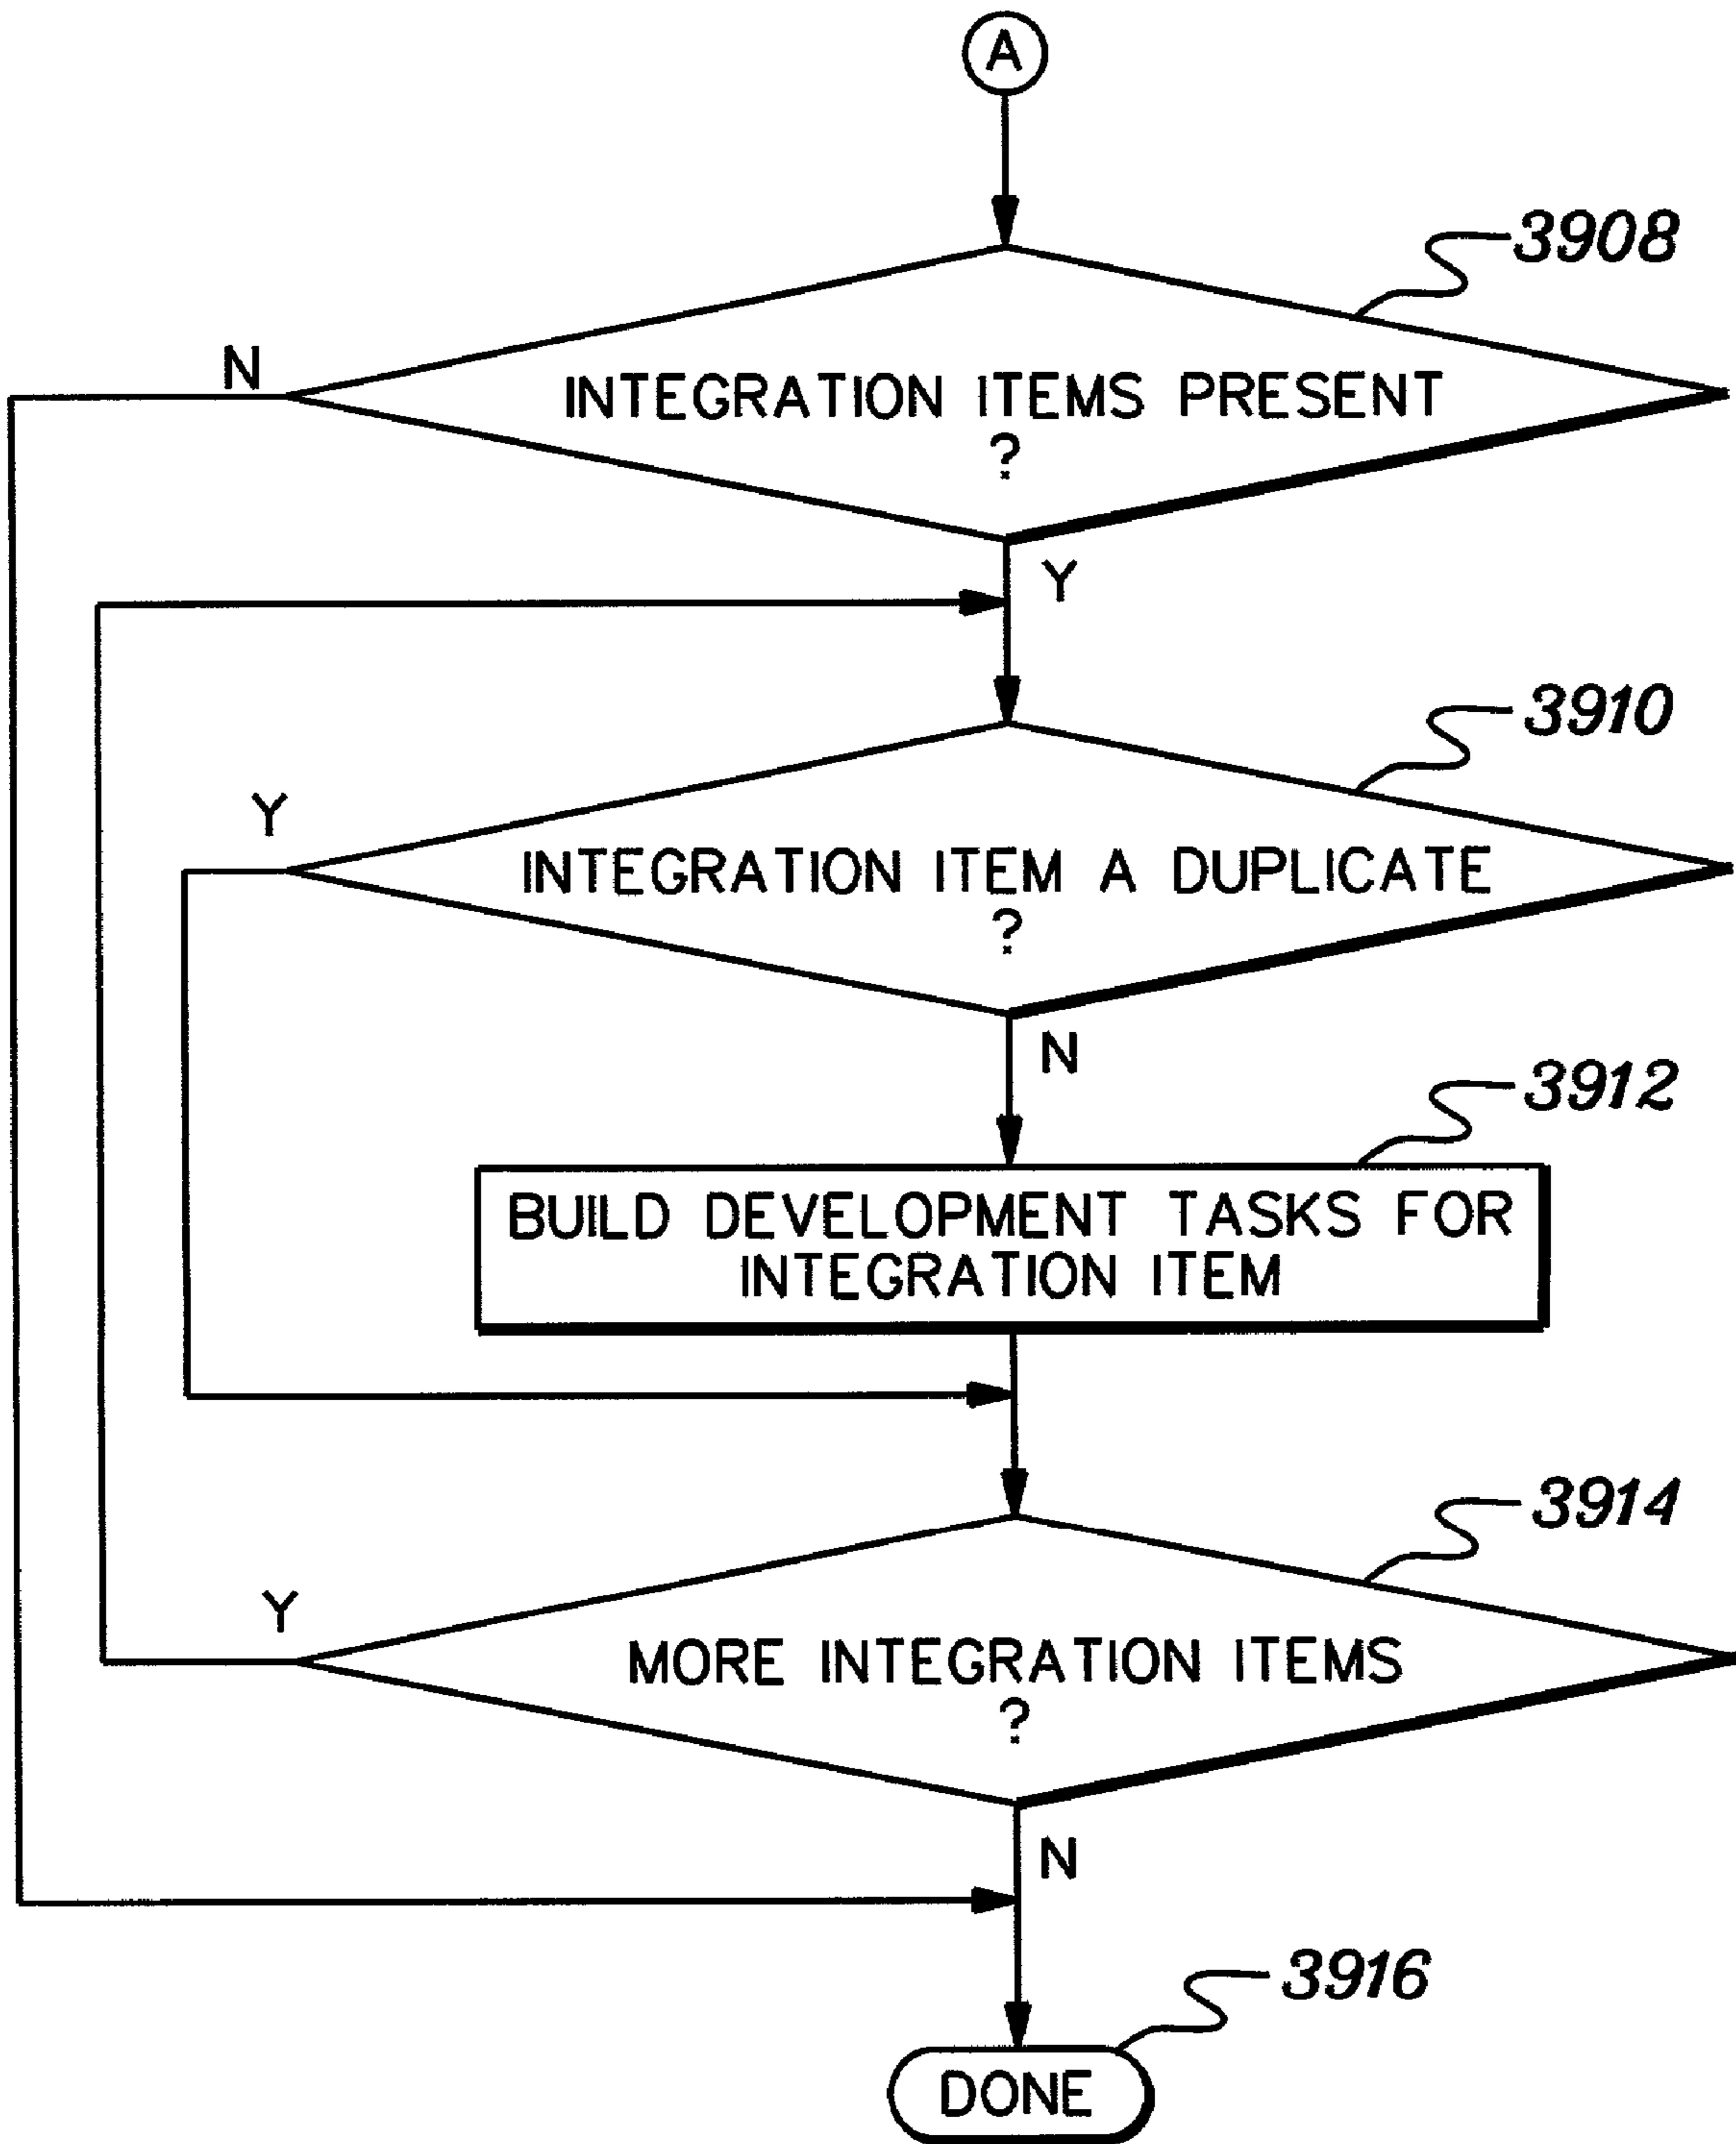 A
3908
N
INTEGRATION ITEMS PRESENT
?
Y
3910
Y
INTEGRATION ITEM A DUPLICATE
?
N
3912
BUILD DEVELOPMENT TASKS FOR
INTEGRATION ITEM
3914
Y
MORE INTEGRATION ITEMS
?
N
3916
DONE